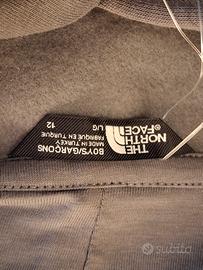 THE
NORTH
FACE®
BOYS/GARÇONS
MADE IN TURKEY
FABRIQUÉ EN TURQUIE
L/G
12
subito